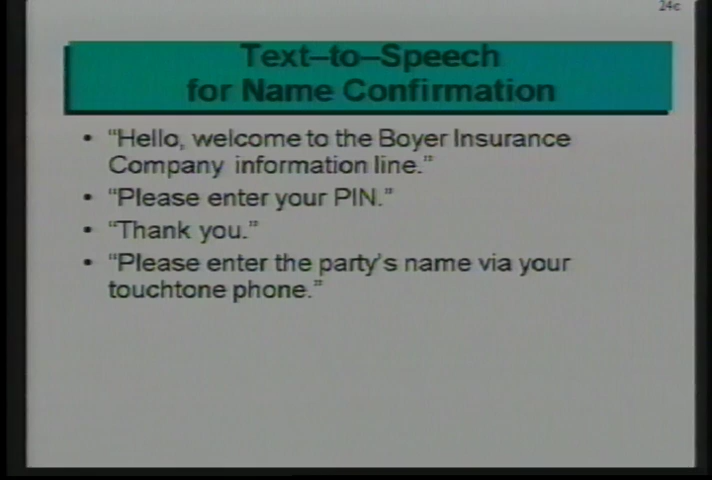 24c
Text–to–Speech
for Name Confirmation
• “Hello, welcome to the Boyer Insurance
Company information line.”
• “Please enter your PIN.”
• “Thank you.”
• “Please enter the party’s name via your
touchtone phone.”